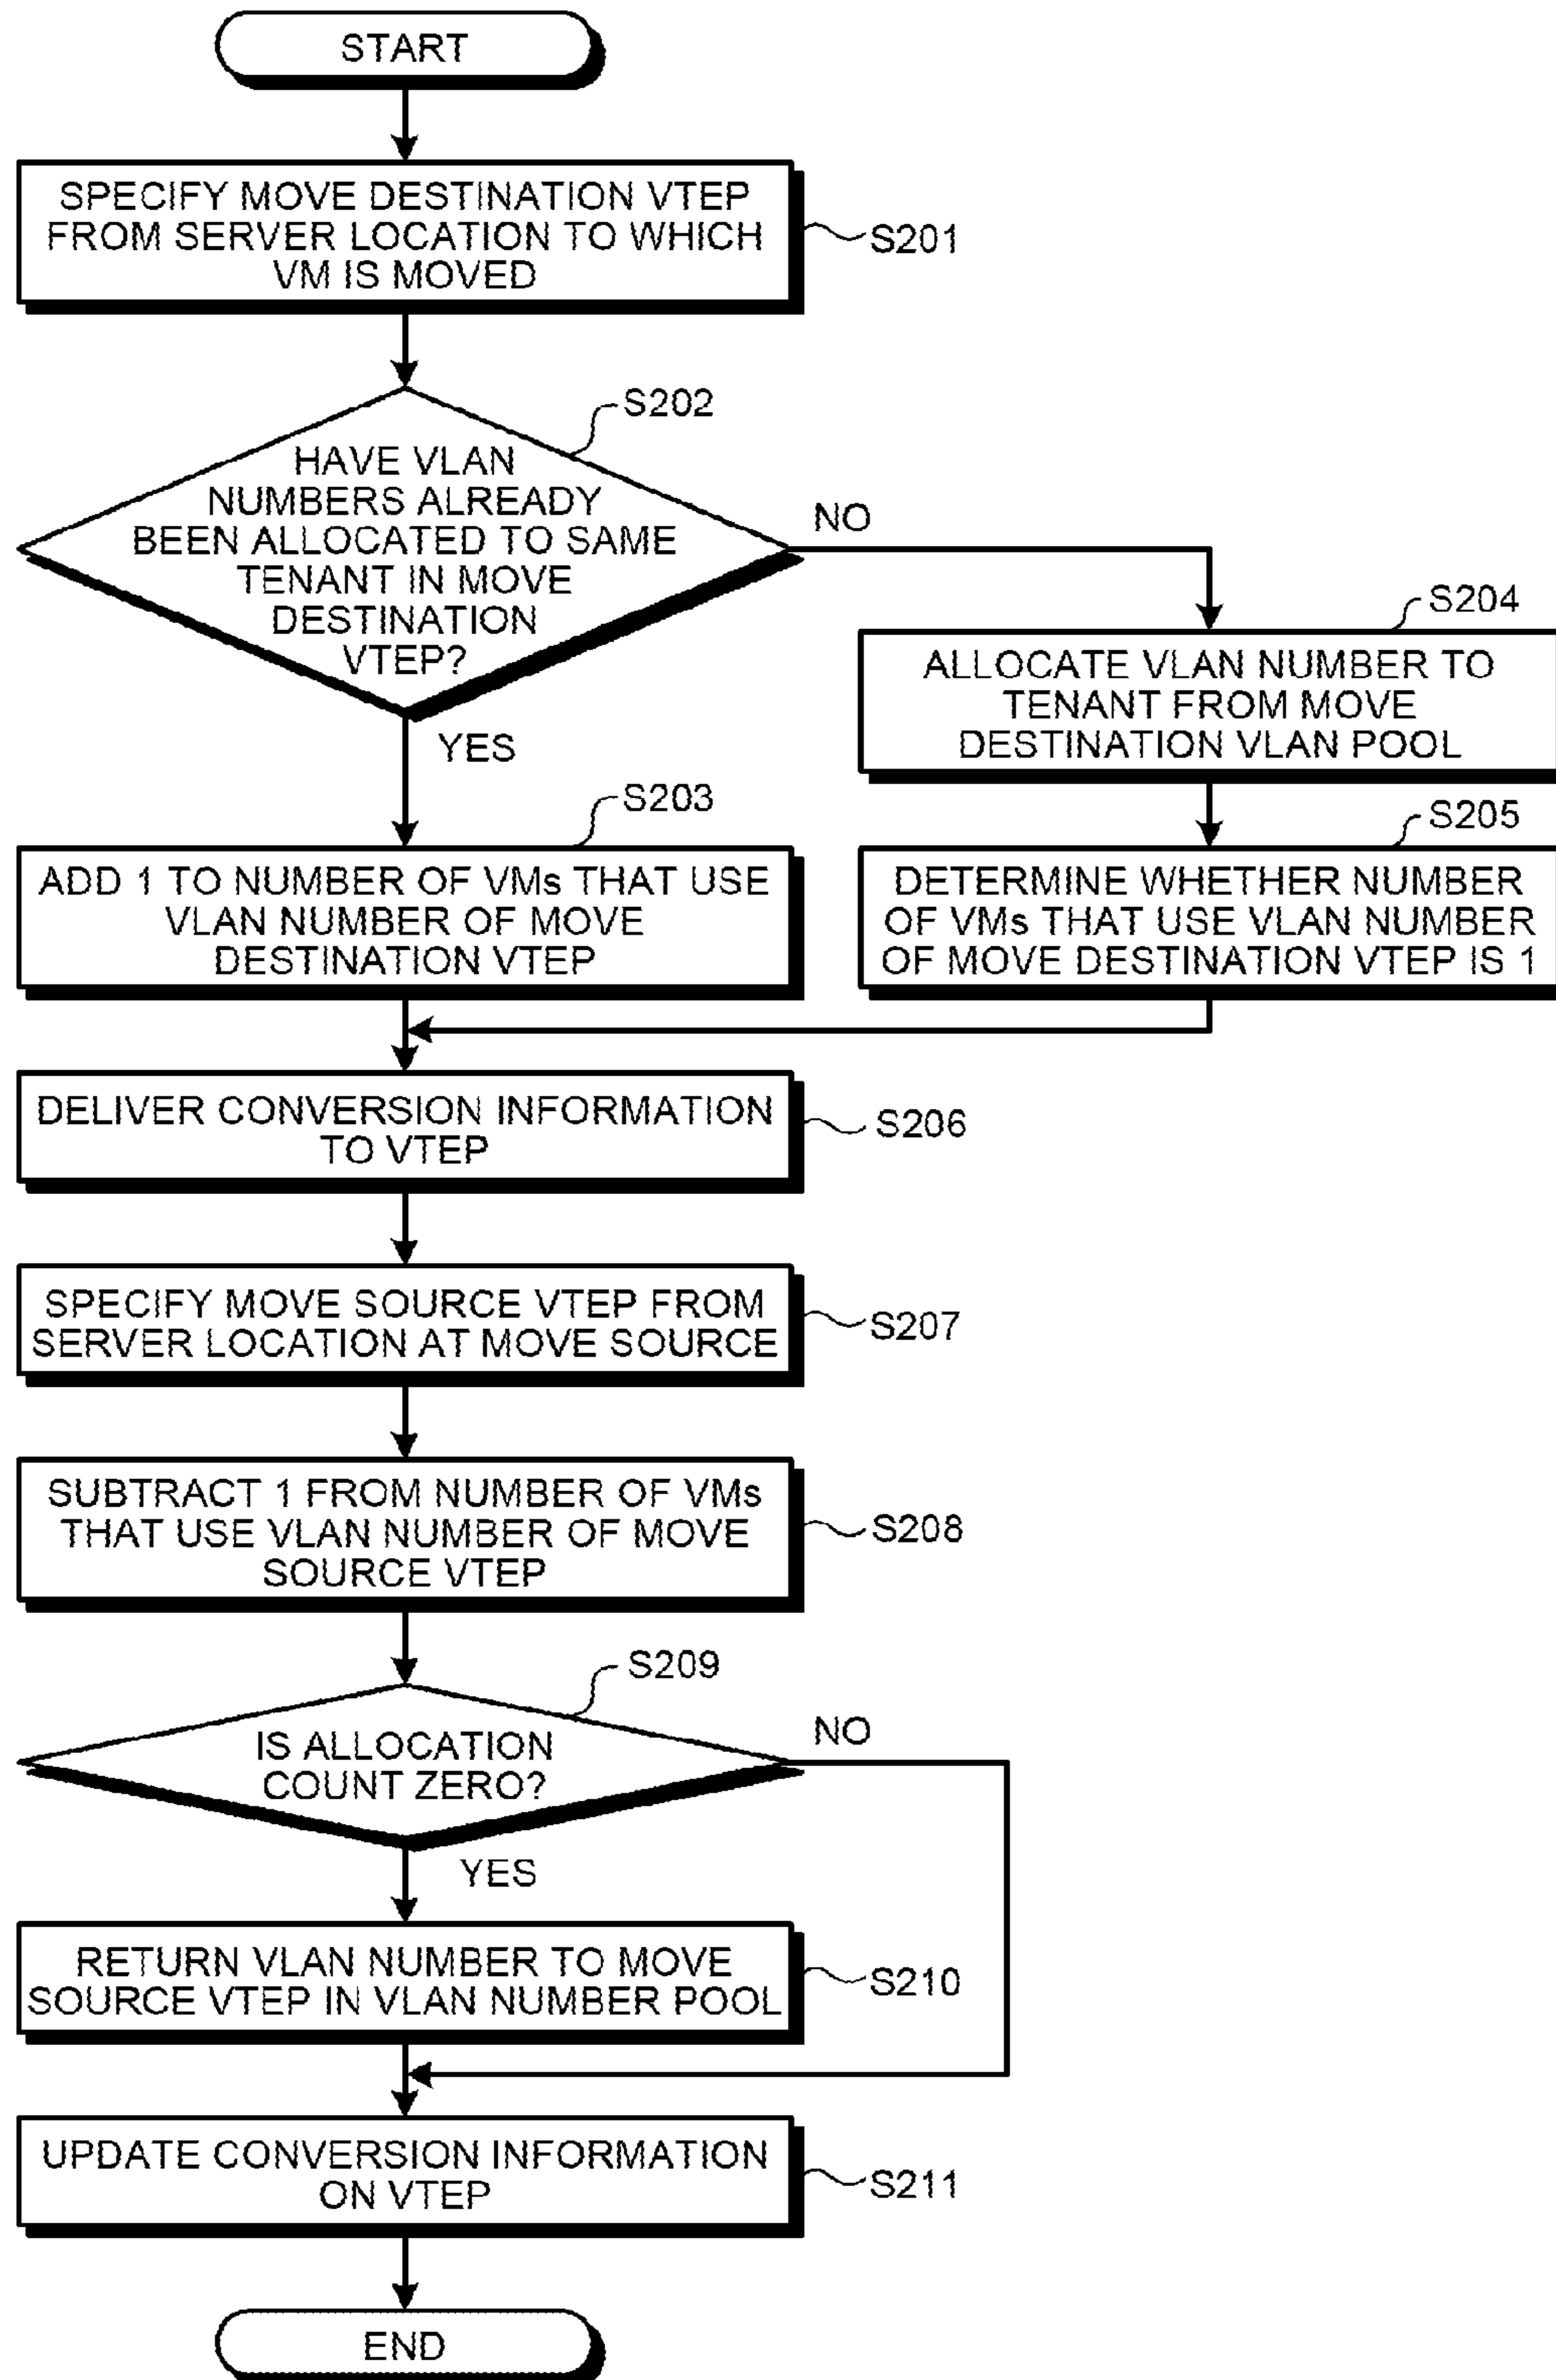 START
SPECIFY MOVE DESTINATION VTEP
FROM SERVER LOCATION TO WHICH
VM IS MOVED
S201
S202
HAVE VLAN
NUMBERS ALREADY
BEEN ALLOCATED TO SAME
TENANT IN MOVE
DESTINATION
VTEP?
NO
YES
S204
ALLOCATE VLAN NUMBER TO
TENANT FROM MOVE
DESTINATION VLAN POOL
S203
ADD 1 TO NUMBER OF VMs THAT USE
VLAN NUMBER OF MOVE
DESTINATION VTEP
S205
DETERMINE WHETHER NUMBER
OF VMs THAT USE VLAN NUMBER
OF MOVE DESTINATION VTEP IS 1
DELIVER CONVERSION INFORMATION
TO VTEP
S206
SPECIFY MOVE SOURCE VTEP FROM
SERVER LOCATION AT MOVE SOURCE
S207
SUBTRACT 1 FROM NUMBER OF VMs
THAT USE VLAN NUMBER OF MOVE
SOURCE VTEP
S208
S209
IS ALLOCATION
COUNT ZERO?
NO
YES
RETURN VLAN NUMBER TO MOVE
SOURCE VTEP IN VLAN NUMBER POOL
S210
UPDATE CONVERSION INFORMATION
ON VTEP
S211
END